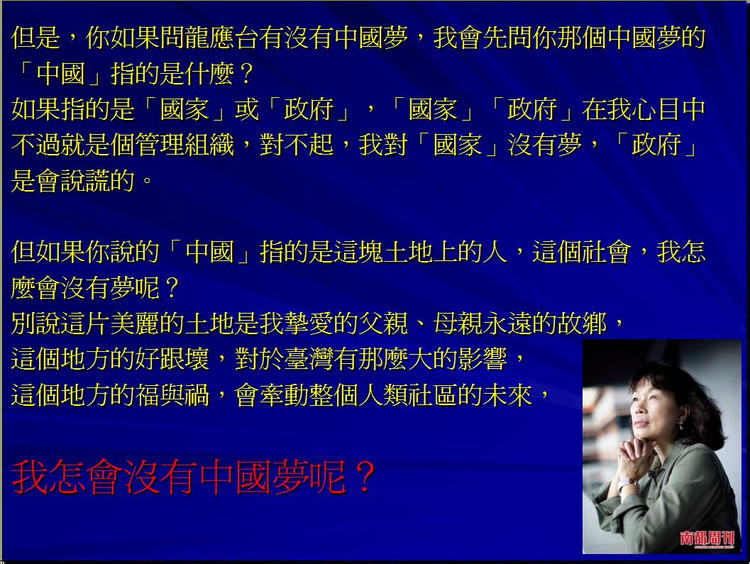 但是，你如果問龍應台有沒有中國夢，我會先問你那個中國夢的
「中國」指的是什麼？
如果指的是「國家」或「政府」，「國家」「政府」在我心目中
不過就是個管理組織，對不起，我對「國家」沒有夢，「政府」
是會說謊的。
但如果你說的「中國」指的是這塊土地上的人，這個社會，我怎
麼會沒有夢呢？
別說這片美麗的土地是我摯愛的父親、母親永遠的故鄉，
這個地方的好跟壞，對於臺灣有那麼大的影響，
這個地方的福與禍，會牽動整個人類社區的未來，
我怎會沒有中國夢呢？
南都周刊